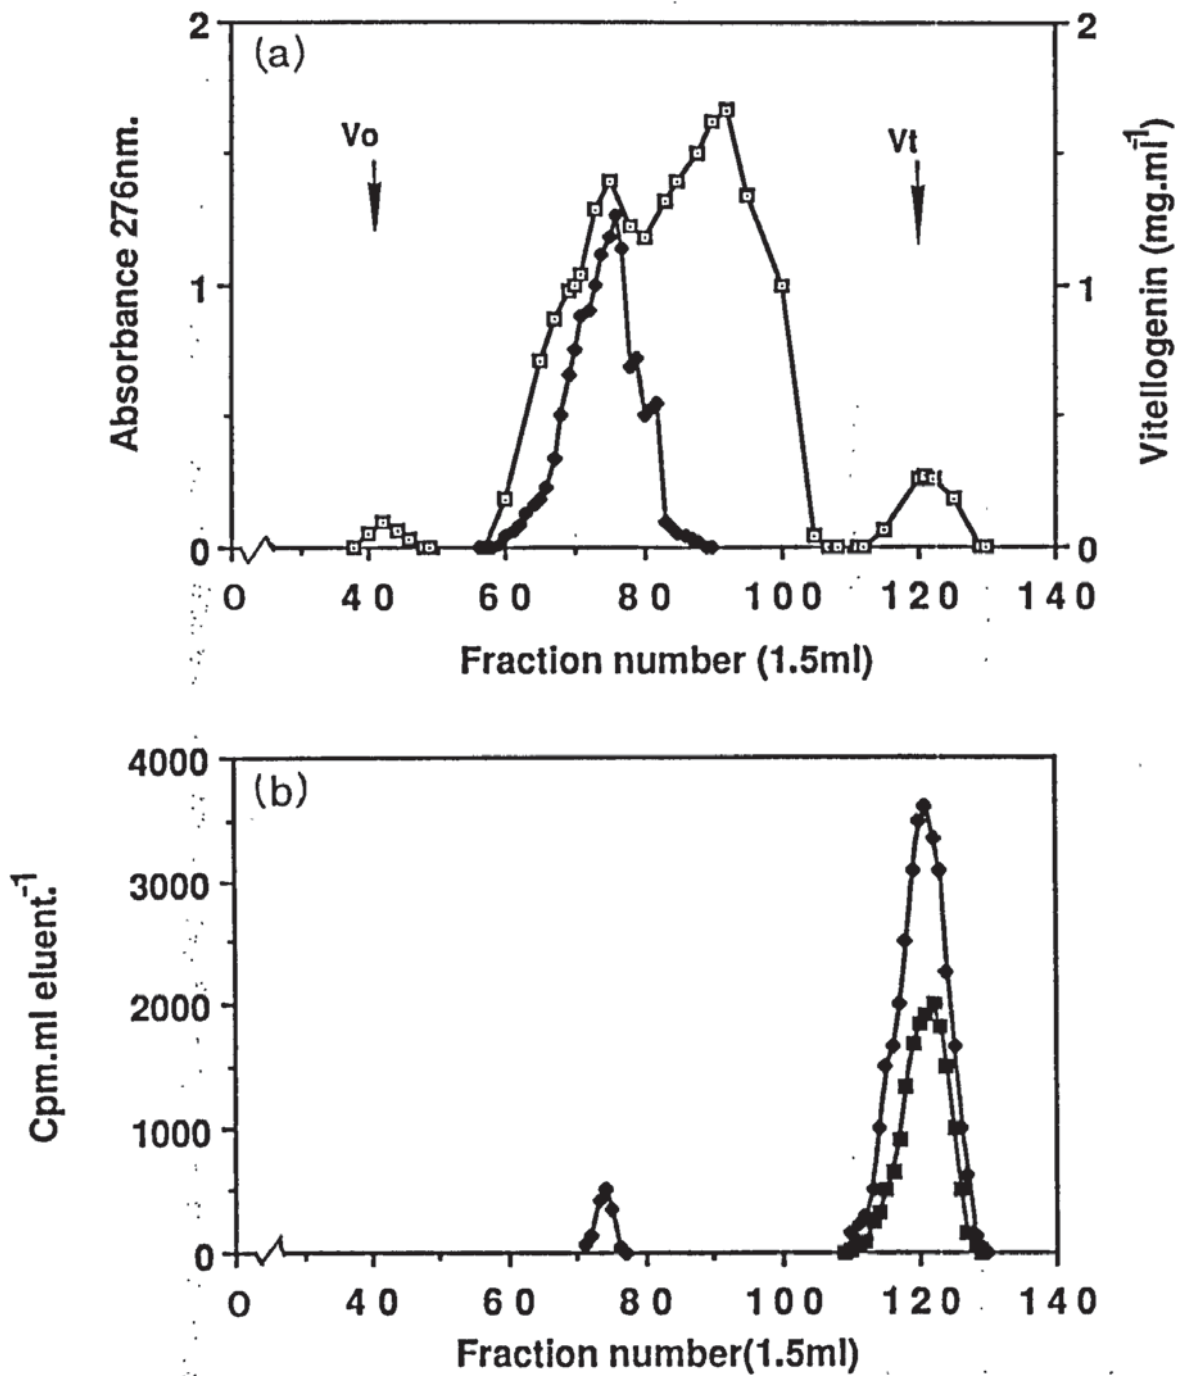 (a)
2
2
Absorbance 276nm.
Vitellogenin (mg.ml-1)
Vo
Vt
1
1
0
0
0 40 60 80 100 120 140
Fraction number (1.5ml)
(b)
4000
3000
2000
1000
0
Cpm.ml eluent.-1
0 40 60 80 100 120 140
Fraction number(1.5ml)